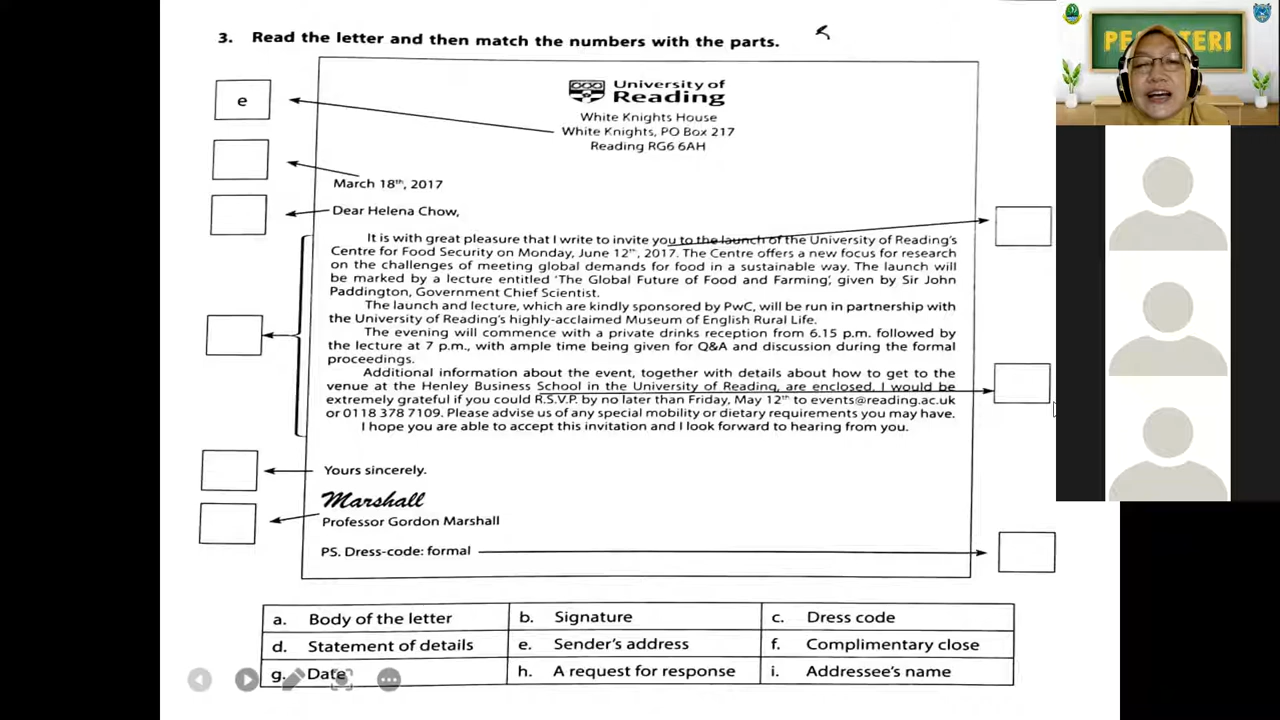 3. Read the letter and then match the numbers with the parts.
e
University of
Reading
White Knights House
White Knights, PO Box 217
Reading RG6 6AH
March 18th, 2017
Dear Helena Chow,
It is with great pleasure that I write to invite you to the launch of the University of Reading's
Centre for Food Security on Monday, June 12th, 2017. The Centre offers a new focus for research
on the challenges of meeting global demands for food in a sustainable way. The launch will
be marked by a lecture entitled 'The Global Future of Food and Farming', given by Sir John
Paddington, Government Chief Scientist.
The launch and lecture, which are kindly sponsored by PwC, will be run in partnership with
the University of Reading's highly-acclaimed Museum of English Rural Life.
The evening will commence with a private drinks reception from 6.15 p.m. followed by
the lecture at 7 p.m., with ample time being given for Q&A and discussion during the formal
proceedings.
Additional information about the event, together with details about how to get to the
venue at the Henley Business School in the University of Reading, are enclosed. I would be
extremely grateful if you could R.S.V.P. by no later than Friday, May 12th to events@reading.ac.uk
or 0118 378 7109. Please advise us of any special mobility or dietary requirements you may have.
I hope you are able to accept this invitation and I look forward to hearing from you.
Yours sincerely.
Marshall
Professor Gordon Marshall
PS. Dress-code: formal
a. Body of the letter b. Signature c. Dress code
d. Statement of details e. Sender's address f. Complimentary close
g. Date h. A request for response i. Addressee's name